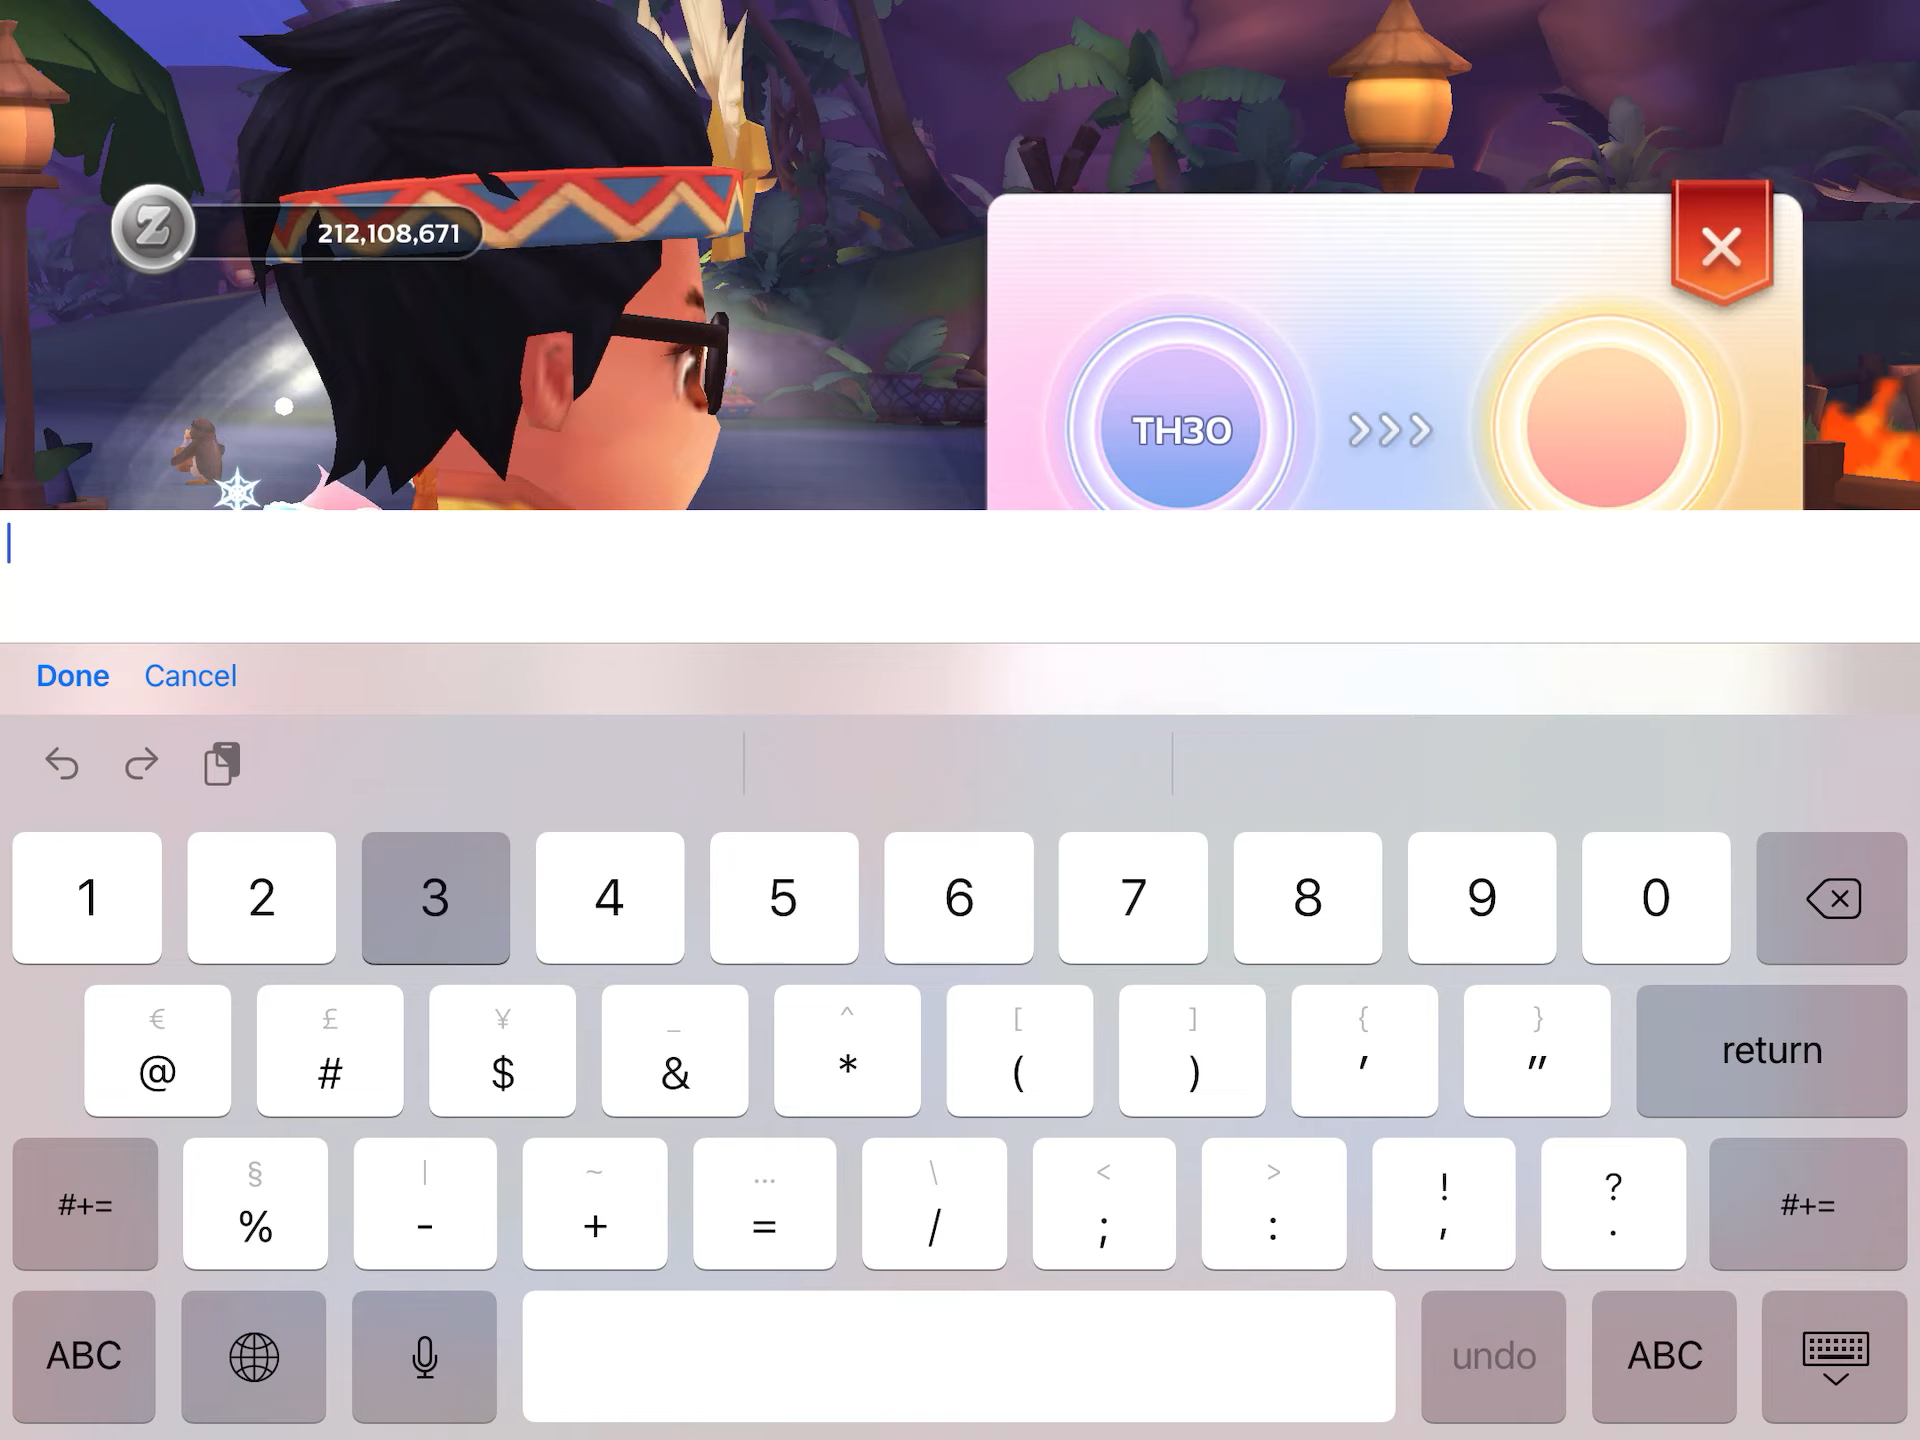 Z
212,108,671
TH30
>>>
Done Cancel
1 2 3 4 5 6 7 8 9 0
€ £ ¥ _ ^ [ ] { }
@ # $ & * ( ) ' " return
§ | ~ ... \ < > ! ?
#+= % - + = / ; : , . #+=
ABC undo ABC